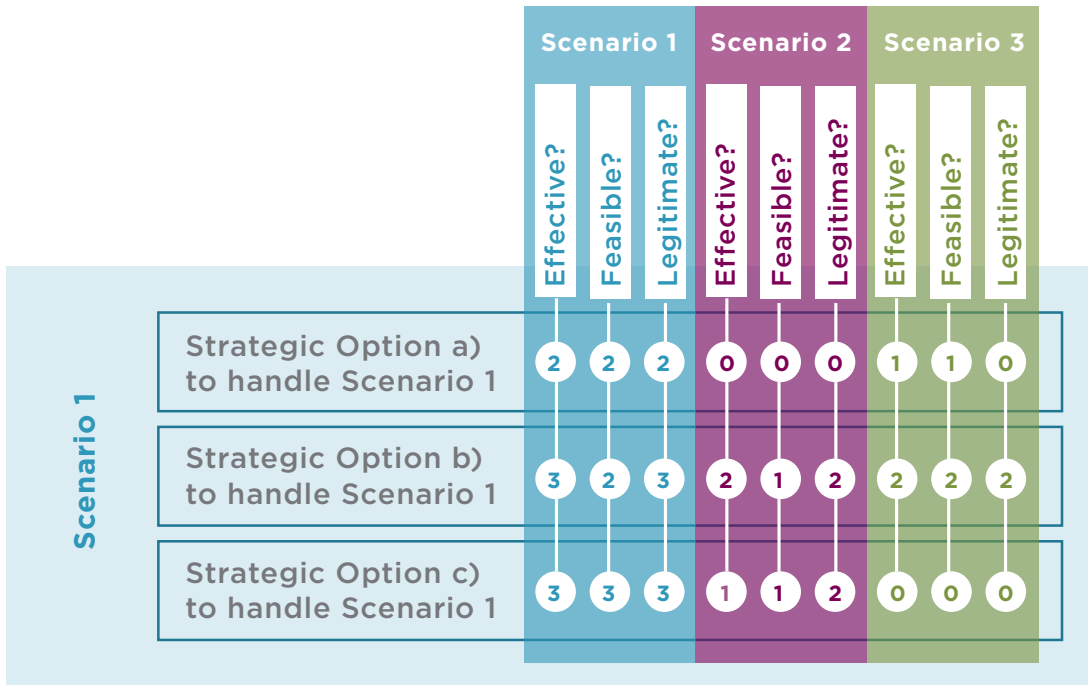 Scenario 1 Scenario 2 Scenario 3
Effective? Feasible? Legitimate? Effective? Feasible? Legitimate? Effective? Feasible? Legitimate?
Scenario 1
Strategic Option a)
to handle Scenario 1
2 2 2 0 0 0 1 1 0
Strategic Option b)
to handle Scenario 1
3 2 3 2 1 2 2 2 2
Strategic Option c)
to handle Scenario 1
3 3 3 1 1 2 0 0 0